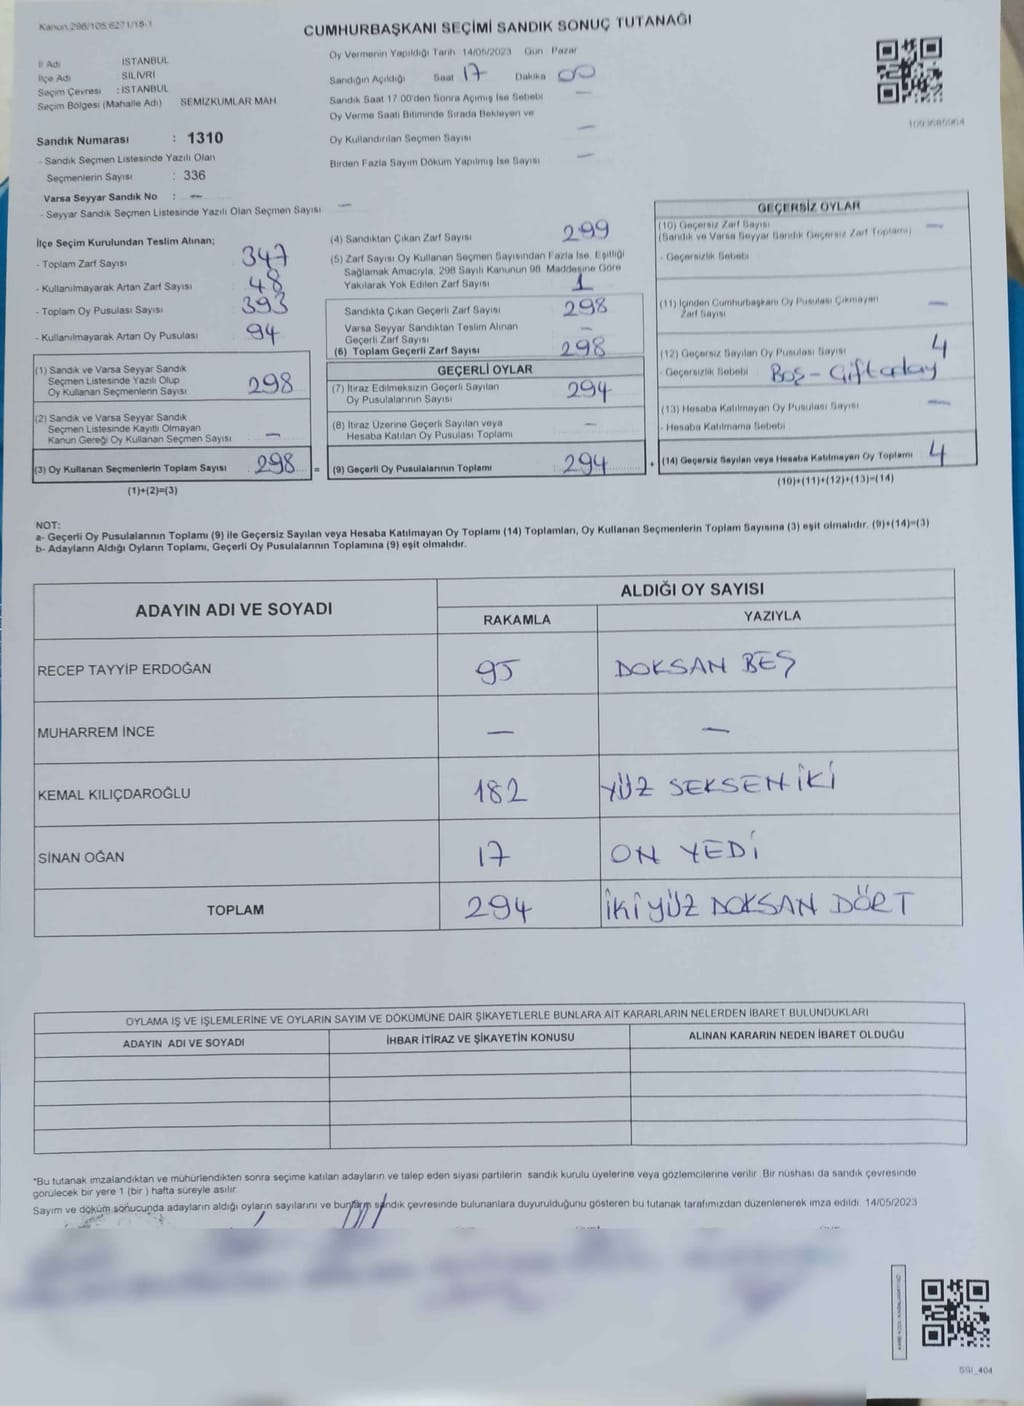 Kanun 298/105,6271/18-1
CUMHURBAŞKANI SEÇİMİ SANDIK SONUÇ TUTANAĞI
İl Adı İSTANBUL
İlçe Adı SİLİVRİ
Seçim Çevresi : İSTANBUL
Seçim Bölgesi (Mahalle Adı) SEMİZKUMLAR MAH.
Sandık Numarası : 1310
- Sandık Seçmen Listesinde Yazılı Olan
Seçmenlerin Sayısı : 336
Varsa Seyyar Sandık No : —
- Seyyar Sandık Seçmen Listesinde Yazılı Olan Seçmen Sayısı —
Oy Vermenin Yapıldığı Tarih 14/05/2023 Gün Pazar
Sandığın Açıldığı Saat 17 Dakika 00
Sandık Saat 17.00'den Sonra Açımış İse Sebebi —
Oy Verme Saati Bitiminde Sırada Bekleyen ve
Oy Kullandırılan Seçmen Sayısı —
Birden Fazla Sayım Döküm Yapılmış İse Sayısı —
İlçe Seçim Kurulundan Teslim Alınan;
- Toplam Zarf Sayısı 347
- Kullanılmayarak Artan Zarf Sayısı 48
- Toplam Oy Pusulası Sayısı 393
- Kullanılmayarak Artan Oy Pusulası 94
(1) Sandık ve Varsa Seyyar Sandık
Seçmen Listesinde Yazılı Olup
Oy Kullanan Seçmenlerin Sayısı 298
(2) Sandık ve Varsa Seyyar Sandık
Seçmen Listesinde Kayıtlı Olmayan
Kanun Gereği Oy Kullanan Seçmen Sayısı —
(3) Oy Kullanan Seçmenlerin Toplam Sayısı 298 =
(1)+(2)=(3)
(4) Sandıktan Çıkan Zarf Sayısı 299
(5) Zarf Sayısı Oy Kullanan Seçmen Sayısından Fazla İse, Eşitliği
Sağlamak Amacıyla, 298 Sayılı Kanunun 98. Maddesine Göre
Yakılarak Yok Edilen Zarf Sayısı 1
Sandıkta Çıkan Geçerli Zarf Sayısı 298
Varsa Seyyar Sandıktan Teslim Alınan
Geçerli Zarf Sayısı —
(6) Toplam Geçerli Zarf Sayısı 298
GEÇERLİ OYLAR
(7) İtiraz Edilmeksizin Geçerli Sayılan
Oy Pusulalarının Sayısı 294
(8) İtiraz Üzerine Geçerli Sayılan veya
Hesaba Katılan Oy Pusulası Toplamı —
(9) Geçerli Oy Pusulalarının Toplamı 294 +
GEÇERSİZ OYLAR
(10) Geçersiz Zarf Sayısı —
(Sandık ve Varsa Seyyar Sandık Geçersiz Zarf Toplamı)
- Geçersizlik Sebebi
(11) İçinden Cumhurbaşkanı Oy Pusulası Çıkmayan
Zarf Sayısı —
(12) Geçersiz Sayılan Oy Pusulası Sayısı 4
- Geçersizlik Sebebi Boş - Çift aday
(13) Hesaba Katılmayan Oy Pusulası Sayısı —
- Hesaba Katılmama Sebebi
(14) Geçersiz Sayılan veya Hesaba Katılmayan Oy Toplamı 4
(10)+(11)+(12)+(13)=(14)
NOT:
a- Geçerli Oy Pusulalarının Toplamı (9) ile Geçersiz Sayılan veya Hesaba Katılmayan Oy Toplamı (14) Toplamları, Oy Kullanan Seçmenlerin Toplam Sayısına (3) eşit olmalıdır. (9)+(14)=(3)
b- Adayların Aldığı Oyların Toplamı, Geçerli Oy Pusulalarının Toplamına (9) eşit olmalıdır.
ADAYIN ADI VE SOYADI
ALDIĞI OY SAYISI
RAKAMLA YAZIYLA
RECEP TAYYİP ERDOĞAN 95 DOKSAN BEŞ
MUHARREM İNCE — —
KEMAL KILIÇDAROĞLU 182 YÜZ SEKSEN İKİ
SİNAN OĞAN 17 ON YEDİ
TOPLAM 294 İKİ YÜZ DOKSAN DÖRT
OYLAMA İŞ VE İŞLEMLERİNE VE OYLARIN SAYIM VE DÖKÜMÜNE DAİR ŞİKAYETLERLE BUNLARA AİT KARARLARIN NELERDEN İBARET BULUNDUKLARI
ADAYIN ADI VE SOYADI İHBAR İTİRAZ VE ŞİKAYETİN KONUSU ALINAN KARARIN NEDEN İBARET OLDUĞU
*Bu tutanak imzalandıktan ve mühürlendikten sonra seçime katılan adayların ve talep eden siyasi partilerin sandık kurulu üyelerine veya gözlemcilerine verilir. Bir nüshası da sandık çevresinde
görülecek bir yere 1 (bir ) hafta süreyle asılır.
Sayım ve döküm sonucunda adayların aldığı oyların sayılarını ve bunların sandık çevresinde bulunanlara duyurulduğunu gösteren bu tutanak tarafımızdan düzenlenerek imza edildi. 14/05/2023
SSI_404